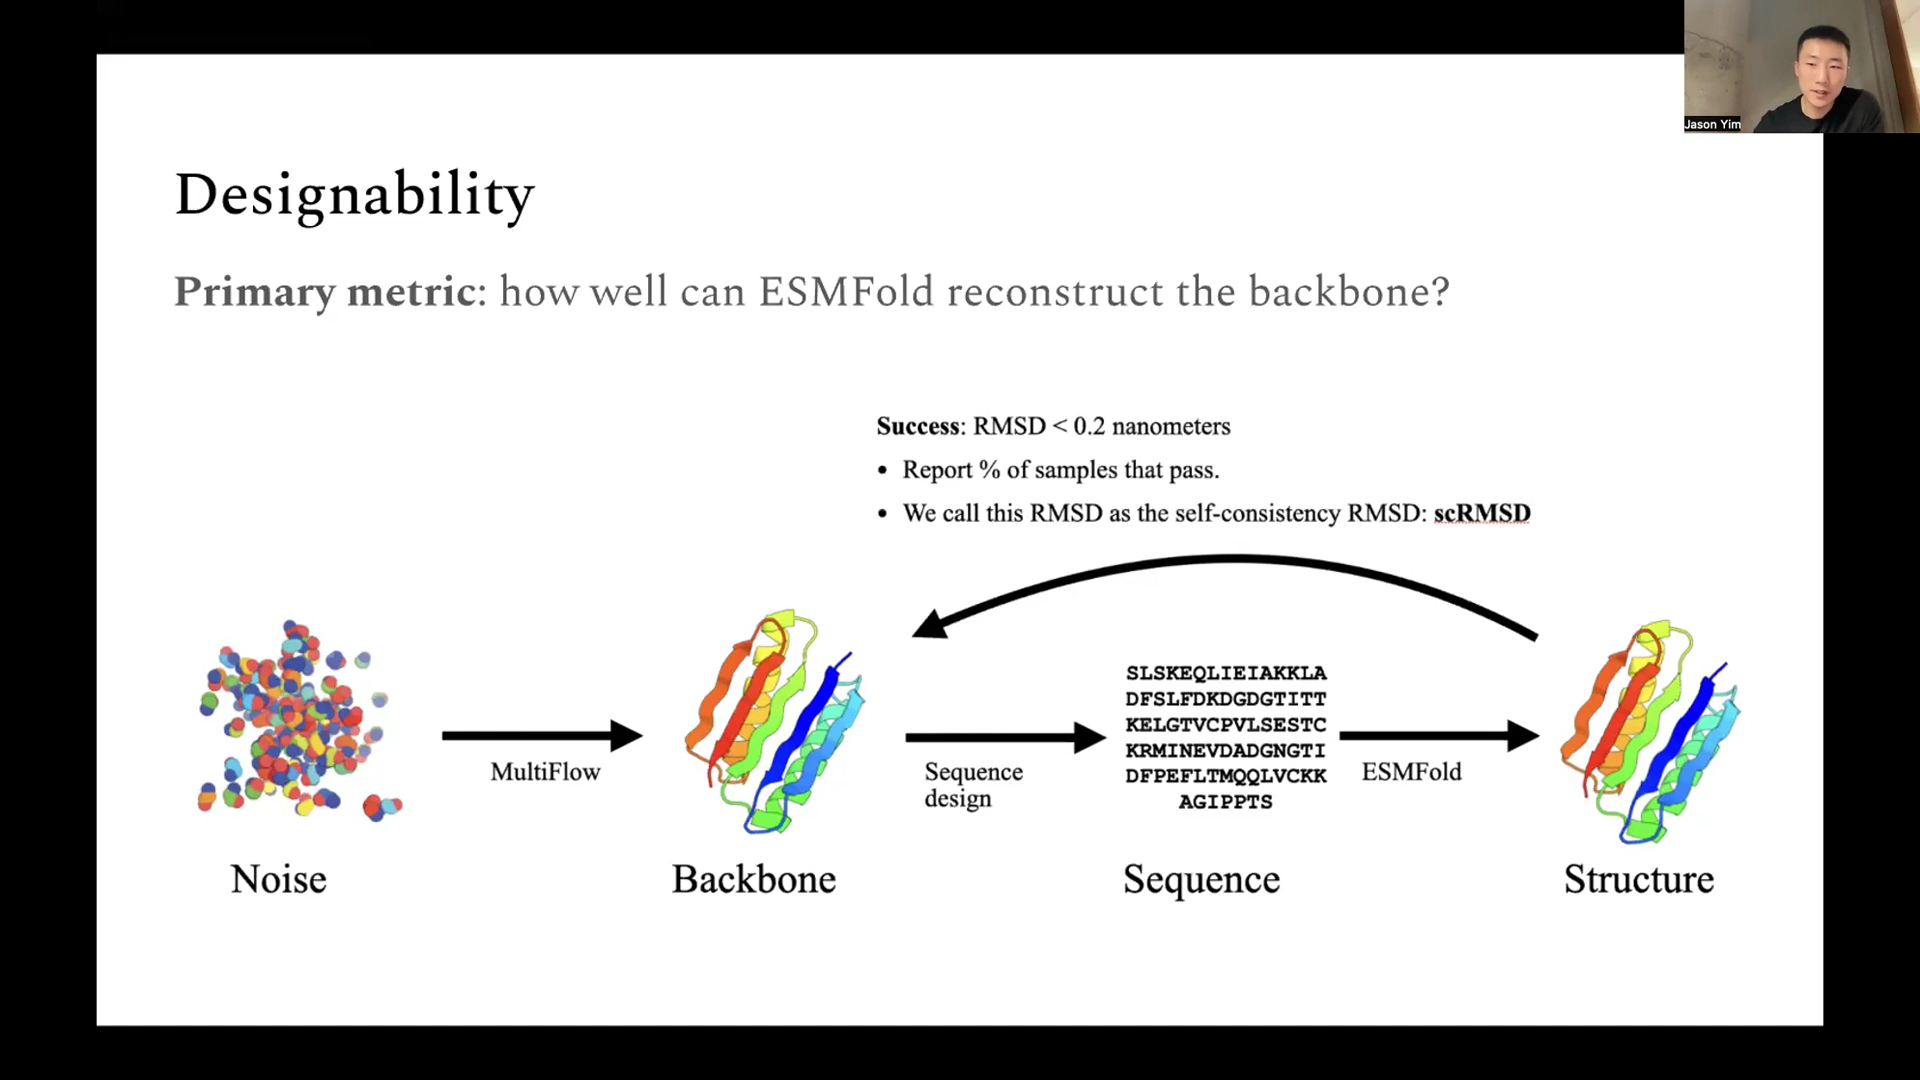 Jason Yim
Designability
Primary metric: how well can ESMFold reconstruct the backbone?
Success: RMSD < 0.2 nanometers
• Report % of samples that pass.
• We call this RMSD as the self-consistency RMSD: scRMSD
MultiFlow
Sequence
design
SLSKEQLIEIAKKLA
DFSLFDKDGDGTITT
KELGTVCPVLSESTC
KRMINEVDADGNGTI
DFPEFLTMQQLVCKK
AGIPPTS
ESMFold
Noise
Backbone
Sequence
Structure